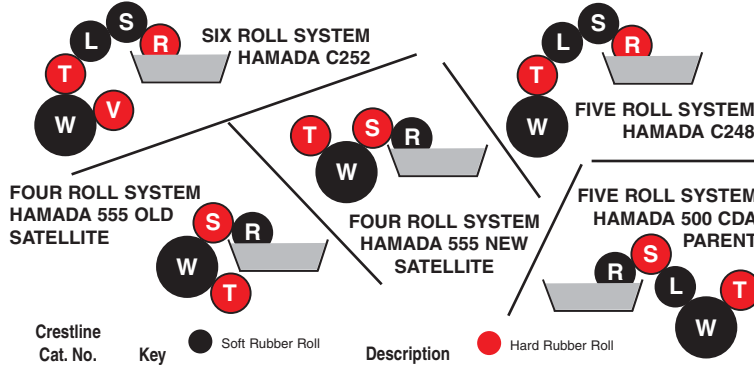 SIX ROLL SYSTEM
HAMADA C252
L S R
T
W V
L S R
T
W
FIVE ROLL SYSTEM
HAMADA C248
T S R
W
FOUR ROLL SYSTEM
HAMADA 555 NEW
SATELLITE
FOUR ROLL SYSTEM
HAMADA 555 OLD
SATELLITE
S R
W
T
FIVE ROLL SYSTEM
HAMADA 500 CDA
PARENT
R S
L T
W
Crestline
Cat. No. Key Soft Rubber Roll Description Hard Rubber Roll